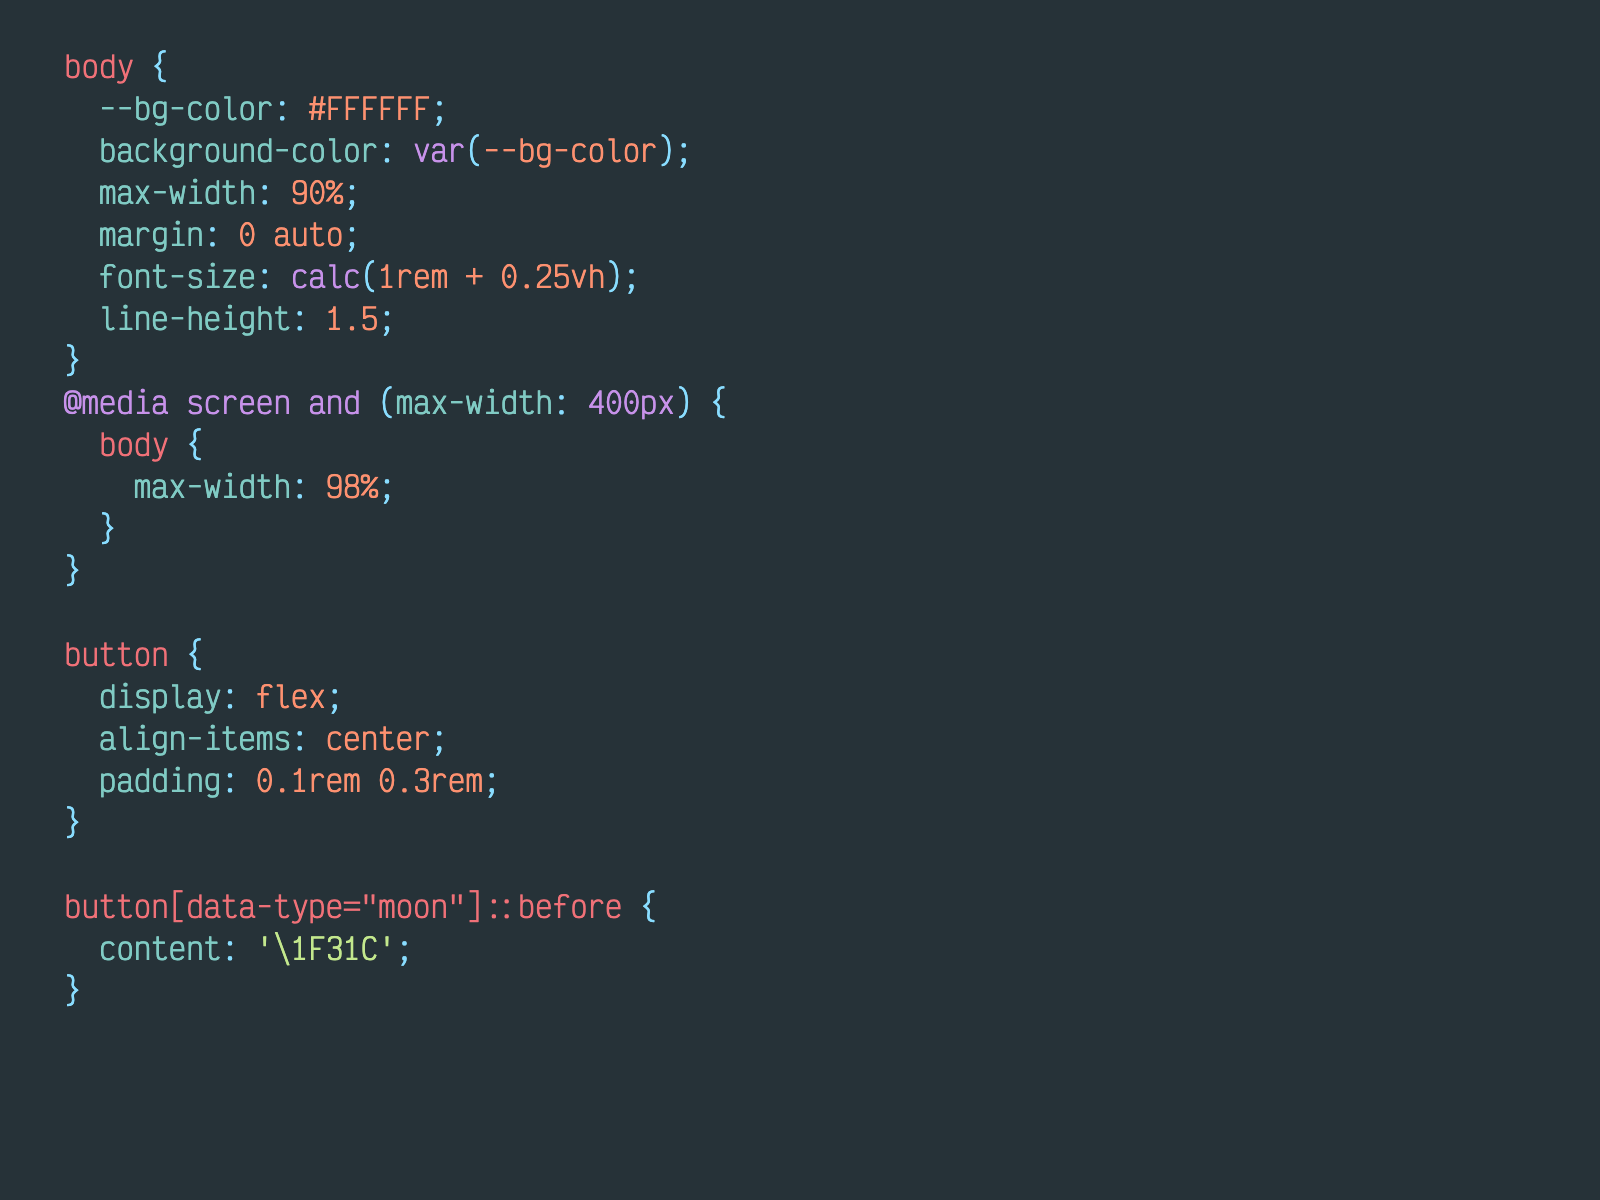 body {
  --bg-color: #FFFFFF;
  background-color: var(--bg-color);
  max-width: 90%;
  margin: 0 auto;
  font-size: calc(1rem + 0.25vh);
  line-height: 1.5;
}
@media screen and (max-width: 400px) {
  body {
    max-width: 98%;
  }
}

button {
  display: flex;
  align-items: center;
  padding: 0.1rem 0.3rem;
}

button[data-type="moon"]::before {
  content: '\1F31C';
}